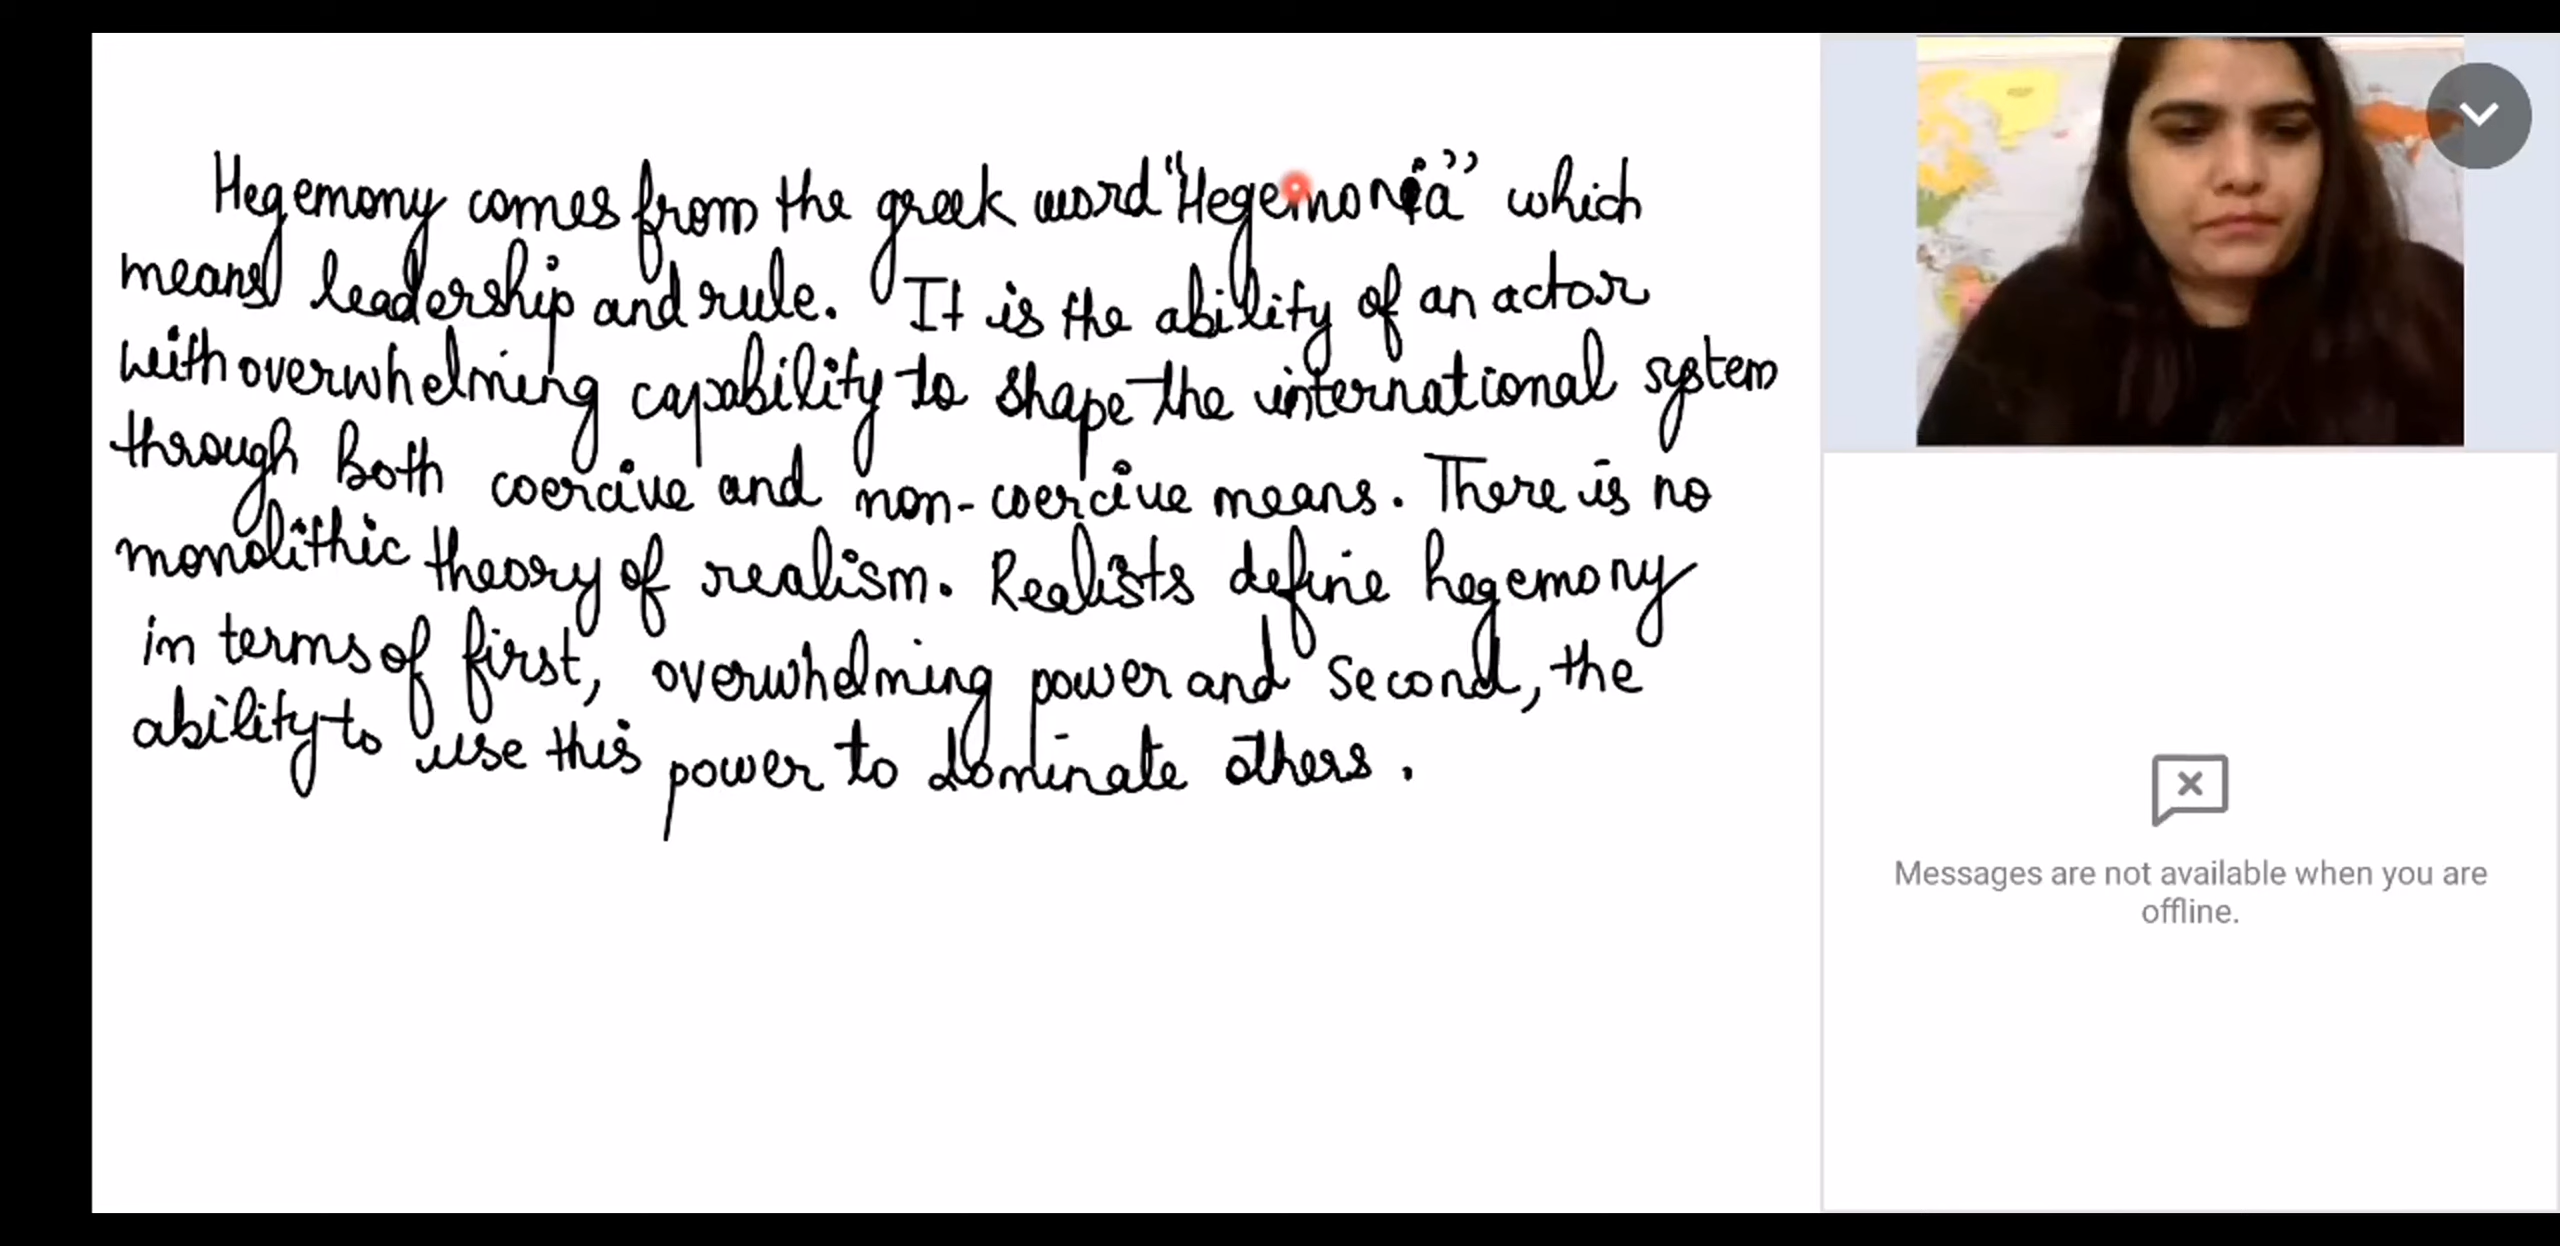 Hegemony comes from the greek word "Hegemonia" which
means leadership and rule. It is the ability of an actor
with overwhelming capability to shape the international system
through both coercive and non-coercive means. There is no
monolithic theory of realism. Realists define hegemony
in terms of first, overwhelming power and second, the
ability to use this power to dominate others.
Messages are not available when you are
offline.